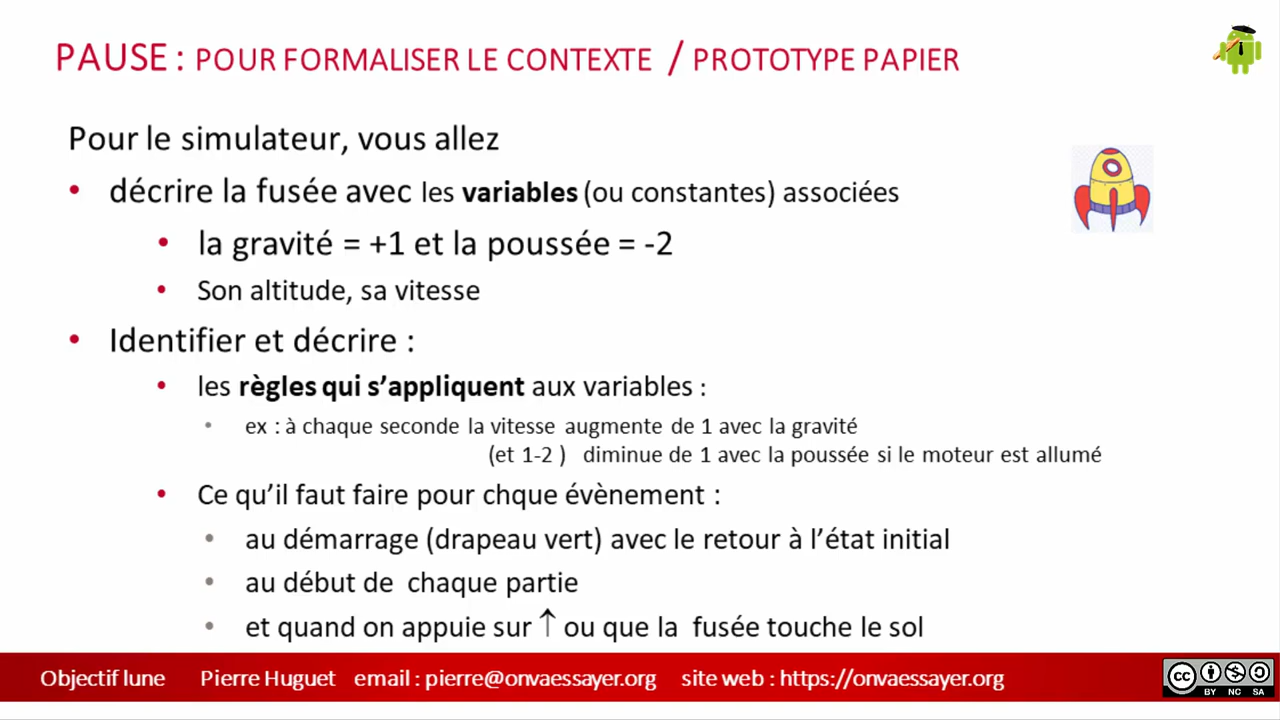 PAUSE : POUR FORMALISER LE CONTEXTE / PROTOTYPE PAPIER
Pour le simulateur, vous allez
• décrire la fusée avec les variables (ou constantes) associées
• la gravité = +1 et la poussée = -2
• Son altitude, sa vitesse
• Identifier et décrire :
• les règles qui s'appliquent aux variables :
• ex : à chaque seconde la vitesse augmente de 1 avec la gravité
(et 1-2 ) diminue de 1 avec la poussée si le moteur est allumé
• Ce qu'il faut faire pour chque évènement :
• au démarrage (drapeau vert) avec le retour à l'état initial
• au début de chaque partie
• et quand on appuie sur ↑ ou que la fusée touche le sol
Objectif lune Pierre Huguet email : pierre@onvaessayer.org site web : https://onvaessayer.org
CC BY NC SA